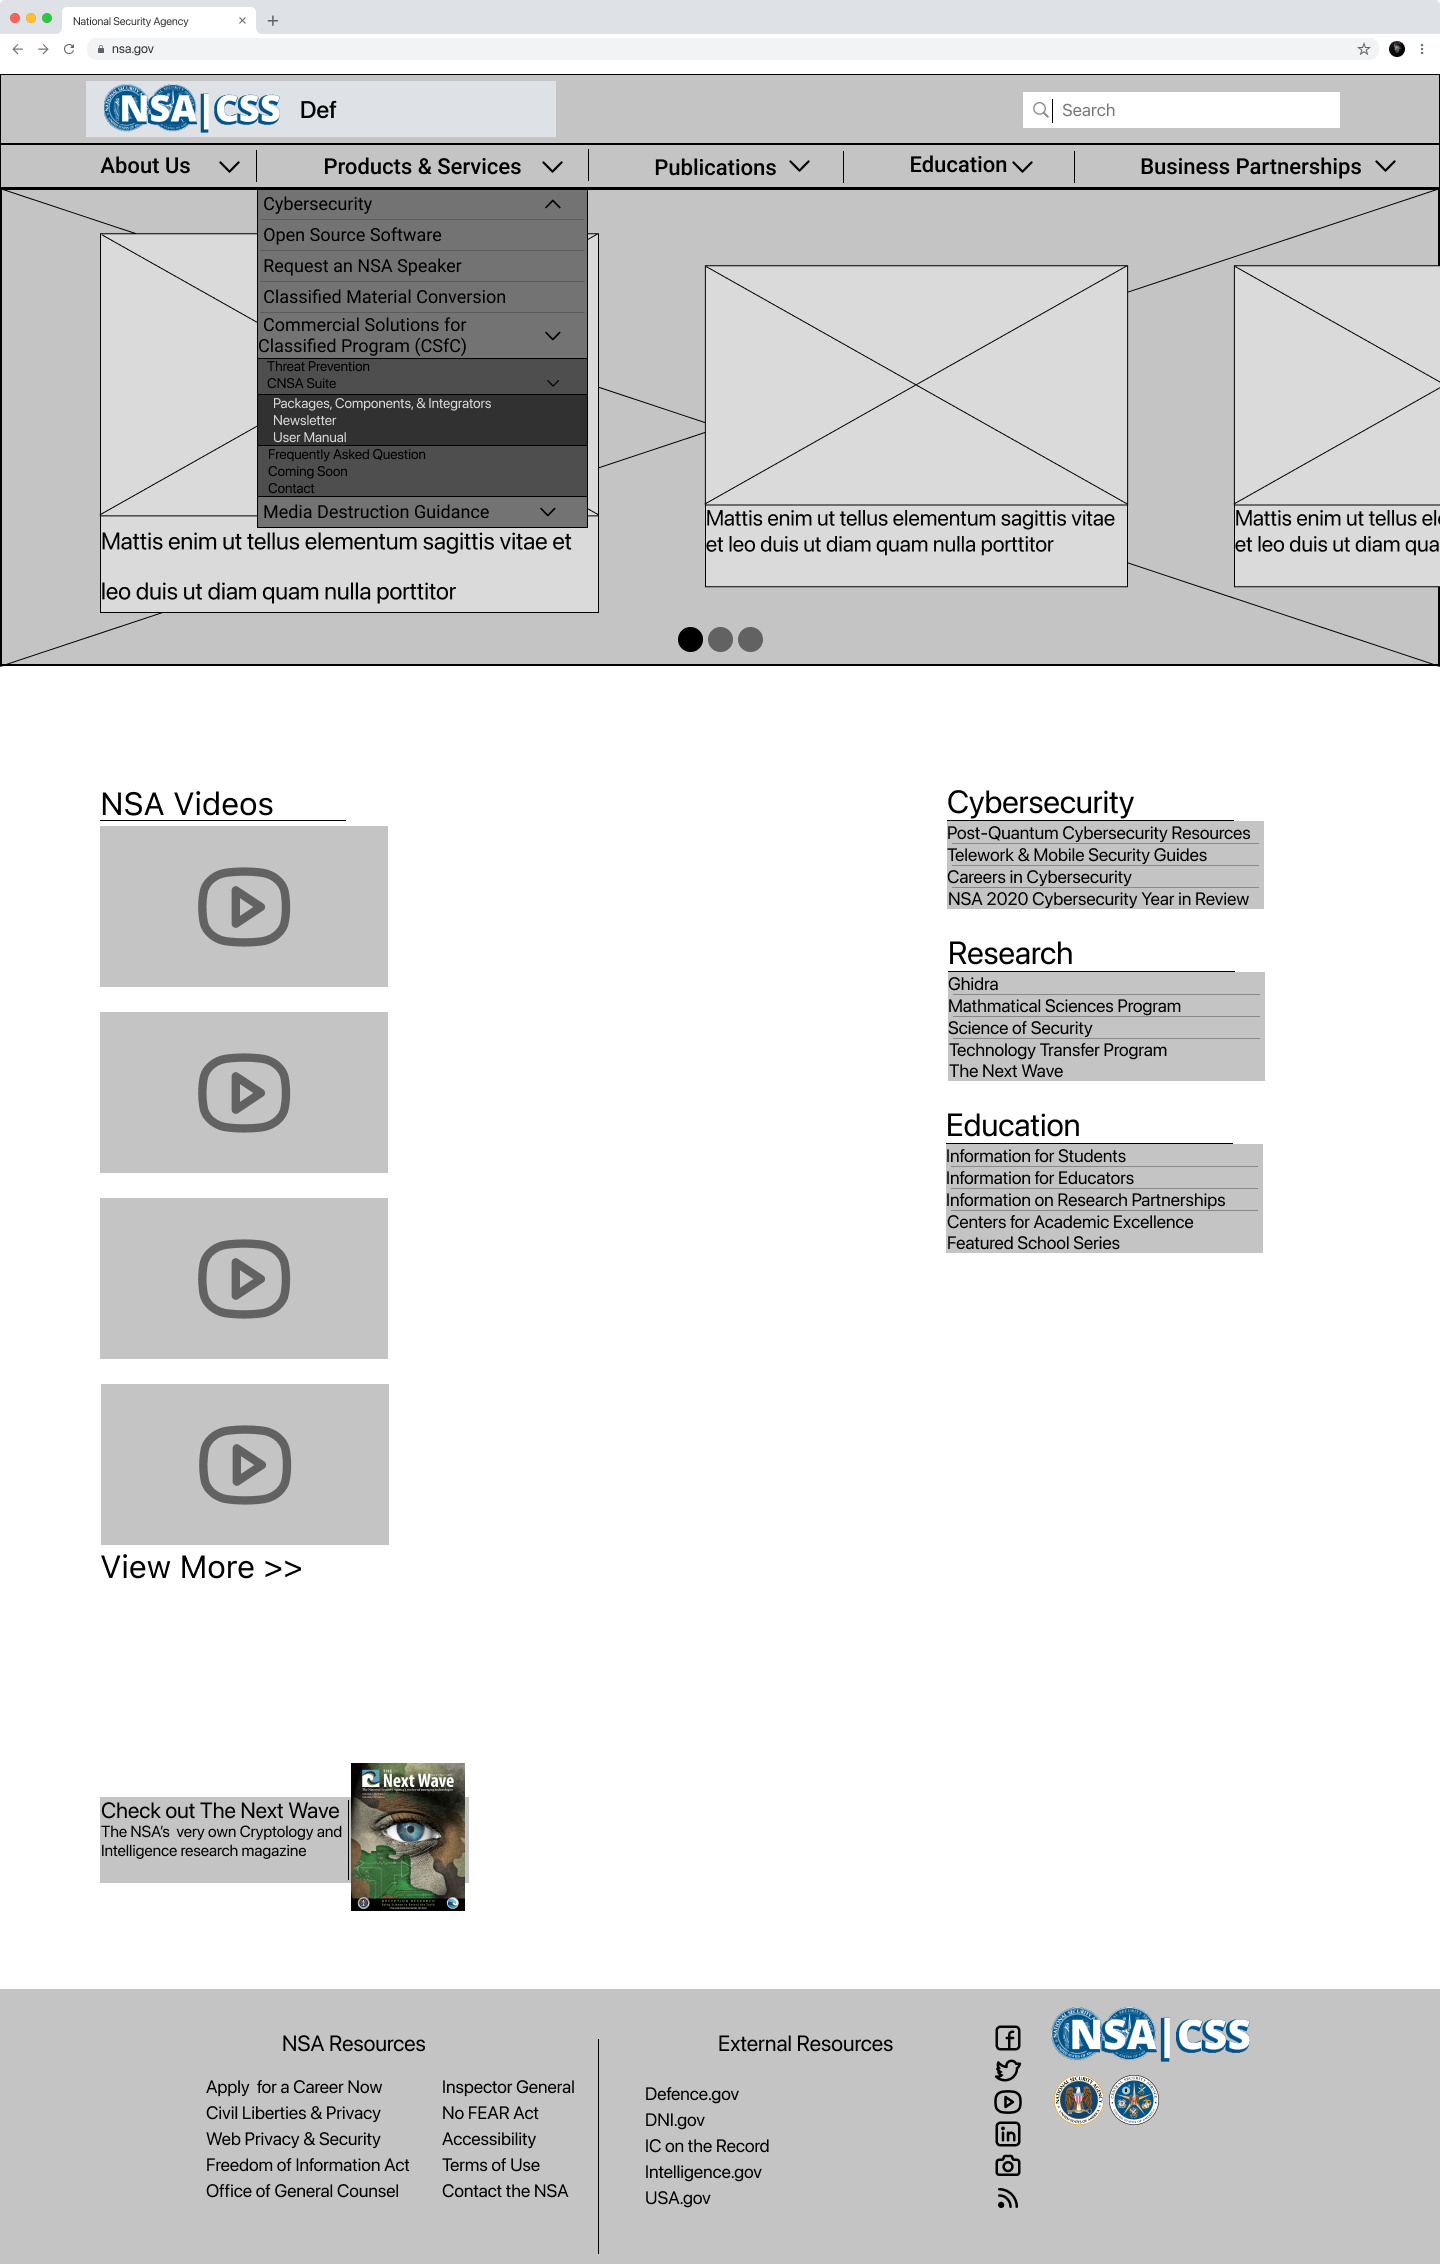 National Security Agency
nsa.gov
NSA|CSS Def
Search
About Us
Products & Services
Publications
Education
Business Partnerships
Cybersecurity
Open Source Software
Request an NSA Speaker
Classified Material Conversion
Commercial Solutions for
Classified Program (CSfC)
Threat Prevention
CNSA Suite
Packages, Components, & Integrators
Newsletter
User Manual
Frequently Asked Question
Coming Soon
Contact
Media Destruction Guidance
Mattis enim ut tellus elementum sagittis vitae et
leo duis ut diam quam nulla porttitor
Mattis enim ut tellus elementum sagittis vitae
et leo duis ut diam quam nulla porttitor
Mattis enim ut tellus el
et leo duis ut diam qua
NSA Videos
View More >>
Cybersecurity
Post-Quantum Cybersecurity Resources
Telework & Mobile Security Guides
Careers in Cybersecurity
NSA 2020 Cybersecurity Year in Review
Research
Ghidra
Mathmatical Sciences Program
Science of Security
Technology Transfer Program
The Next Wave
Education
Information for Students
Information for Educators
Information on Research Partnerships
Centers for Academic Excellence
Featured School Series
Check out The Next Wave
The NSA's very own Cryptology and
Intelligence research magazine
THE
Next Wave
NSA Resources
Apply for a Career Now
Civil Liberties & Privacy
Web Privacy & Security
Freedom of Information Act
Office of General Counsel
Inspector General
No FEAR Act
Accessibility
Terms of Use
Contact the NSA
External Resources
Defence.gov
DNI.gov
IC on the Record
Intelligence.gov
USA.gov
NSA|CSS